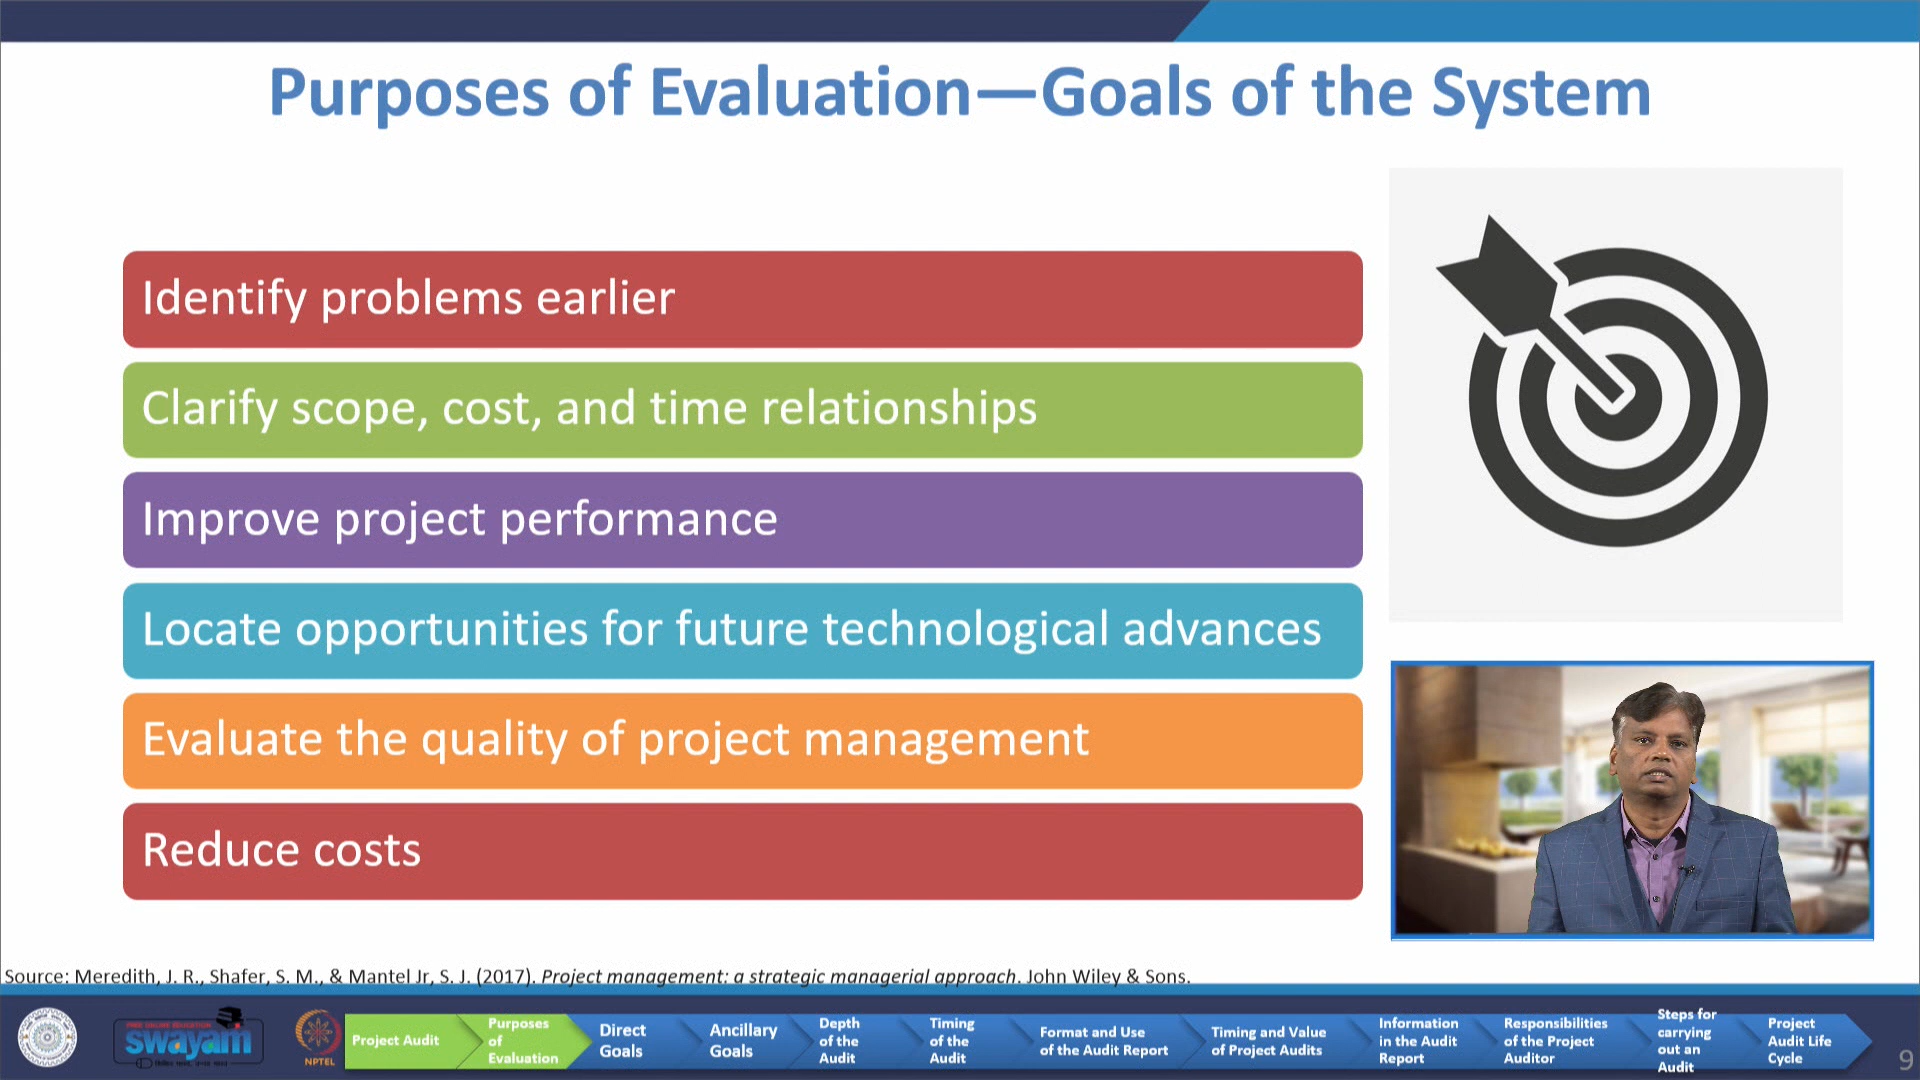 Purposes of Evaluation—Goals of the System
Identify problems earlier
Clarify scope, cost, and time relationships
Improve project performance
Locate opportunities for future technological advances
Evaluate the quality of project management
Reduce costs
Source: Meredith, J. R., Shafer, S. M., & Mantel Jr, S. J. (2017). Project management: a strategic managerial approach. John Wiley & Sons.
FREE ONLINE EDUCATION
swayam
NPTEL
Project Audit
Purposes
of
Evaluation
Direct
Goals
Ancillary
Goals
Depth
of the
Audit
Timing
of the
Audit
Format and Use
of the Audit Report
Timing and Value
of Project Audits
Information
in the Audit
Report
Responsibilities
of the Project
Auditor
Steps for
carrying
out an
Audit
Project
Audit Life
Cycle
9